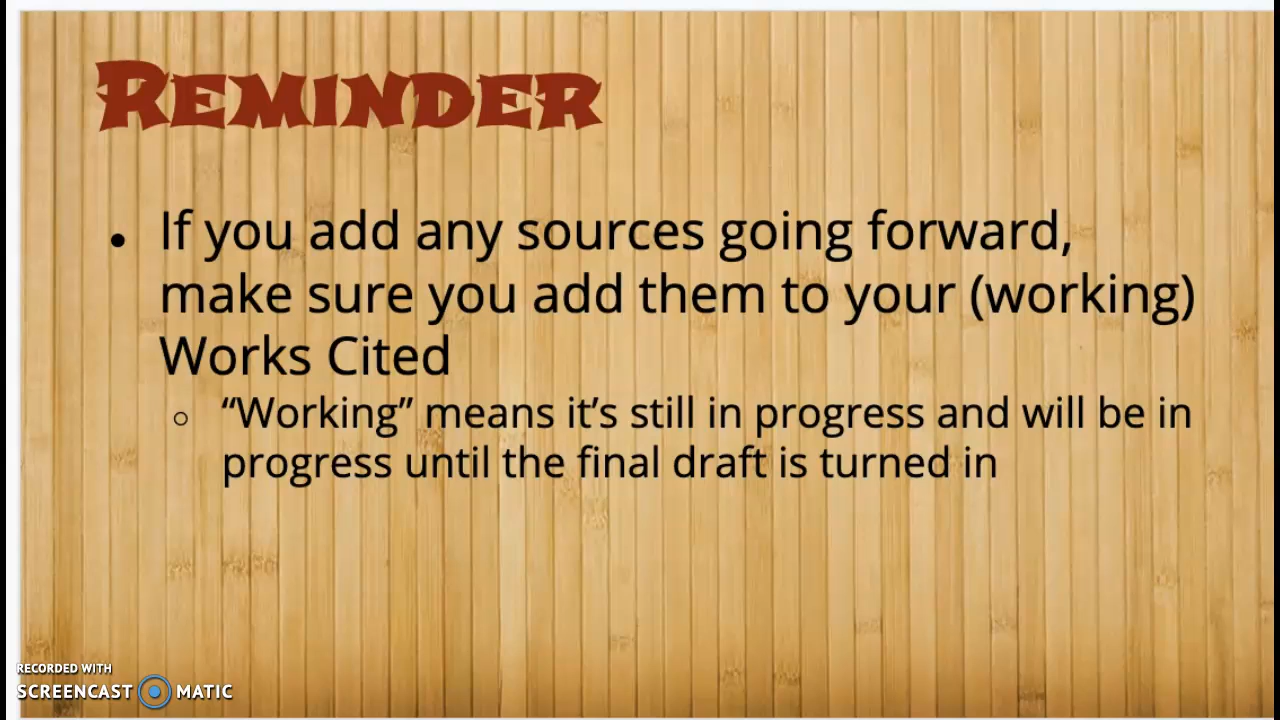 REMINDER
• If you add any sources going forward,
make sure you add them to your (working)
Works Cited
○ “Working” means it’s still in progress and will be in
progress until the final draft is turned in
RECORDED WITH
SCREENCAST MATIC